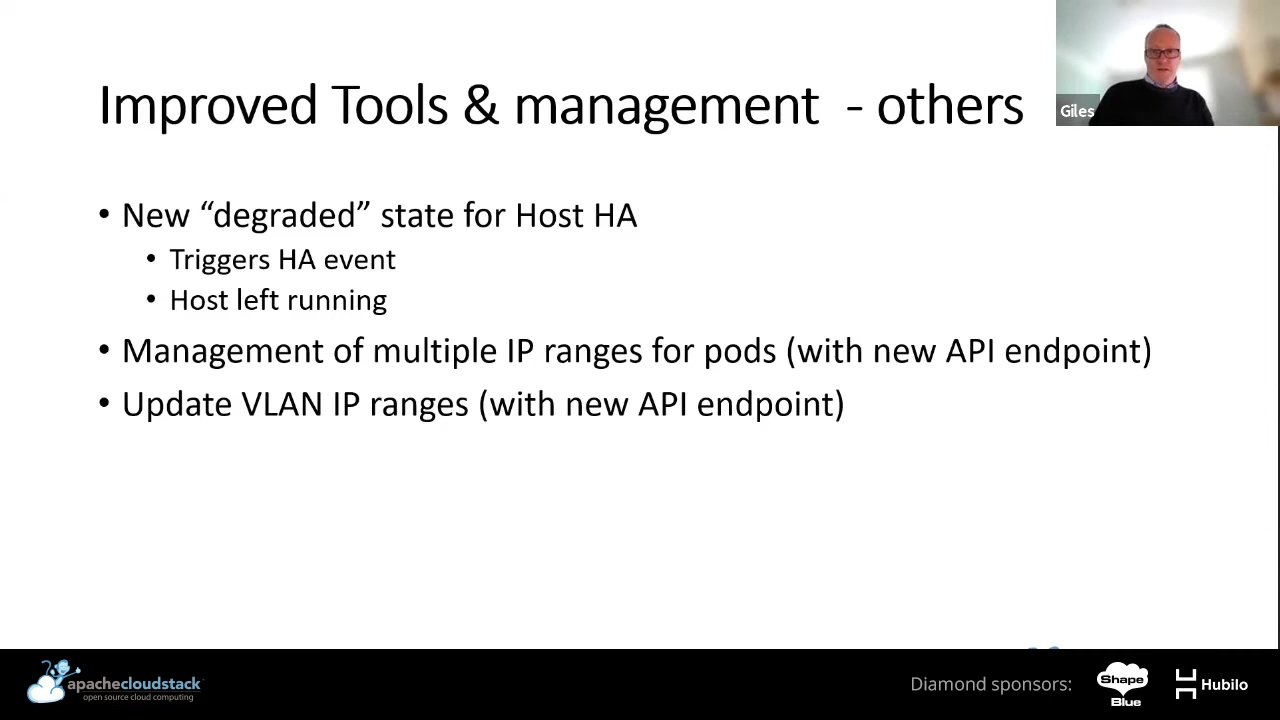 Improved Tools & management - others
Giles
• New “degraded” state for Host HA
• Triggers HA event
• Host left running
• Management of multiple IP ranges for pods (with new API endpoint)
• Update VLAN IP ranges (with new API endpoint)
apachecloudstack
open source cloud computing
Diamond sponsors:
Shape
Blue
Hubilo